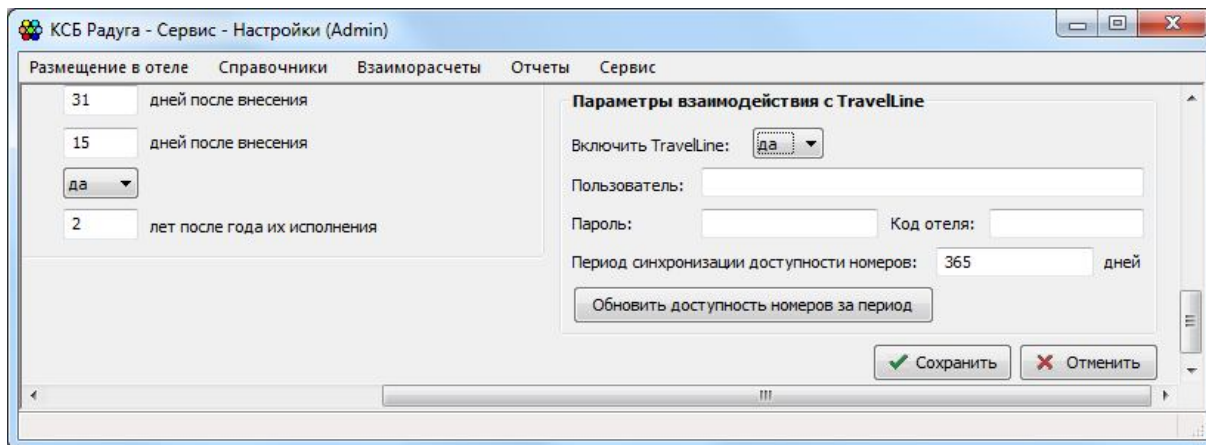 КСБ Радуга - Сервис - Настройки (Admin)
Размещение в отеле Справочники Взаиморасчеты Отчеты Сервис
31 дней после внесения
15 дней после внесения
да
2 лет после года их исполнения
Параметры взаимодействия с TravelLine
Включить TravelLine: да
Пользователь:
Пароль: Код отеля:
Период синхронизации доступности номеров: 365 дней
Обновить доступность номеров за период
Сохранить Отменить